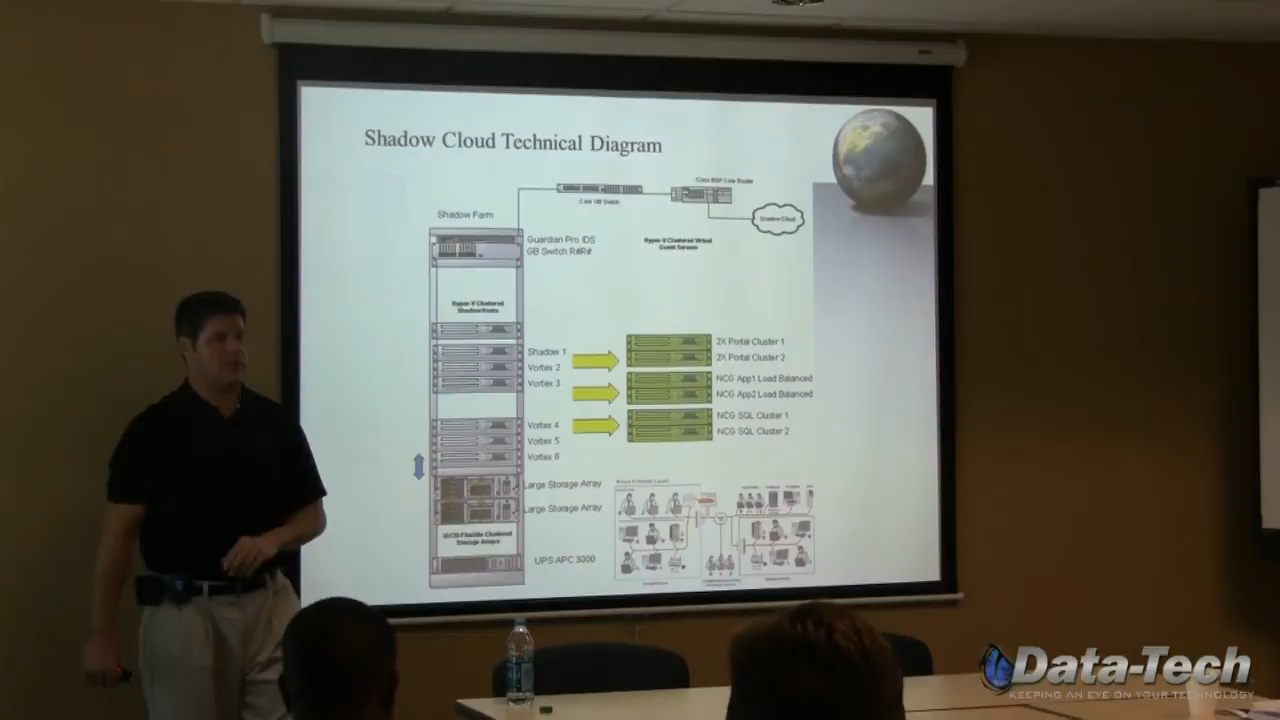 Shadow Cloud Technical Diagram
Cisco BGP Core Router
Core GB Switch
Shadow Cloud
Shadow Farm
Guardian Pro IDS
GB Switch R#R#
Hyper-V Clustered Virtual
Guest Servers
Hyper-V Clustered
Shadow Nodes
Shadow 1
Vortex 2
Vortex 3
2X Portal Cluster 1
2X Portal Cluster 2
NCG App1 Load Balanced
NCG App2 Load Balanced
NCG SQL Cluster 1
NCG SQL Cluster 2
Vortex 4
Vortex 5
Vortex 6
Large Storage Array
Large Storage Array
Clustered
Storage Arrays
UPS APC 3000
Data-Tech
KEEPING AN EYE ON YOUR TECHNOLOGY